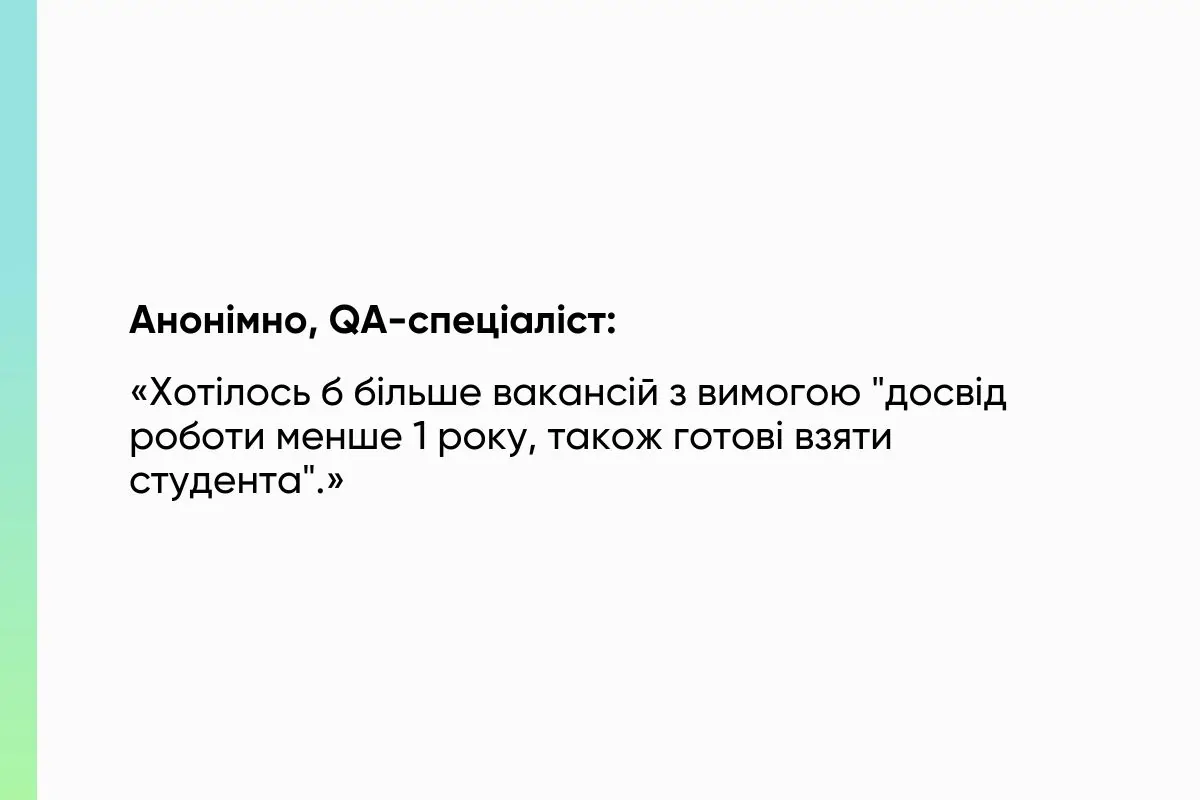 Анонімно, QA-спеціаліст:
«Хотілось б більше вакансій з вимогою "досвід
роботи менше 1 року, також готові взяти
студента".»